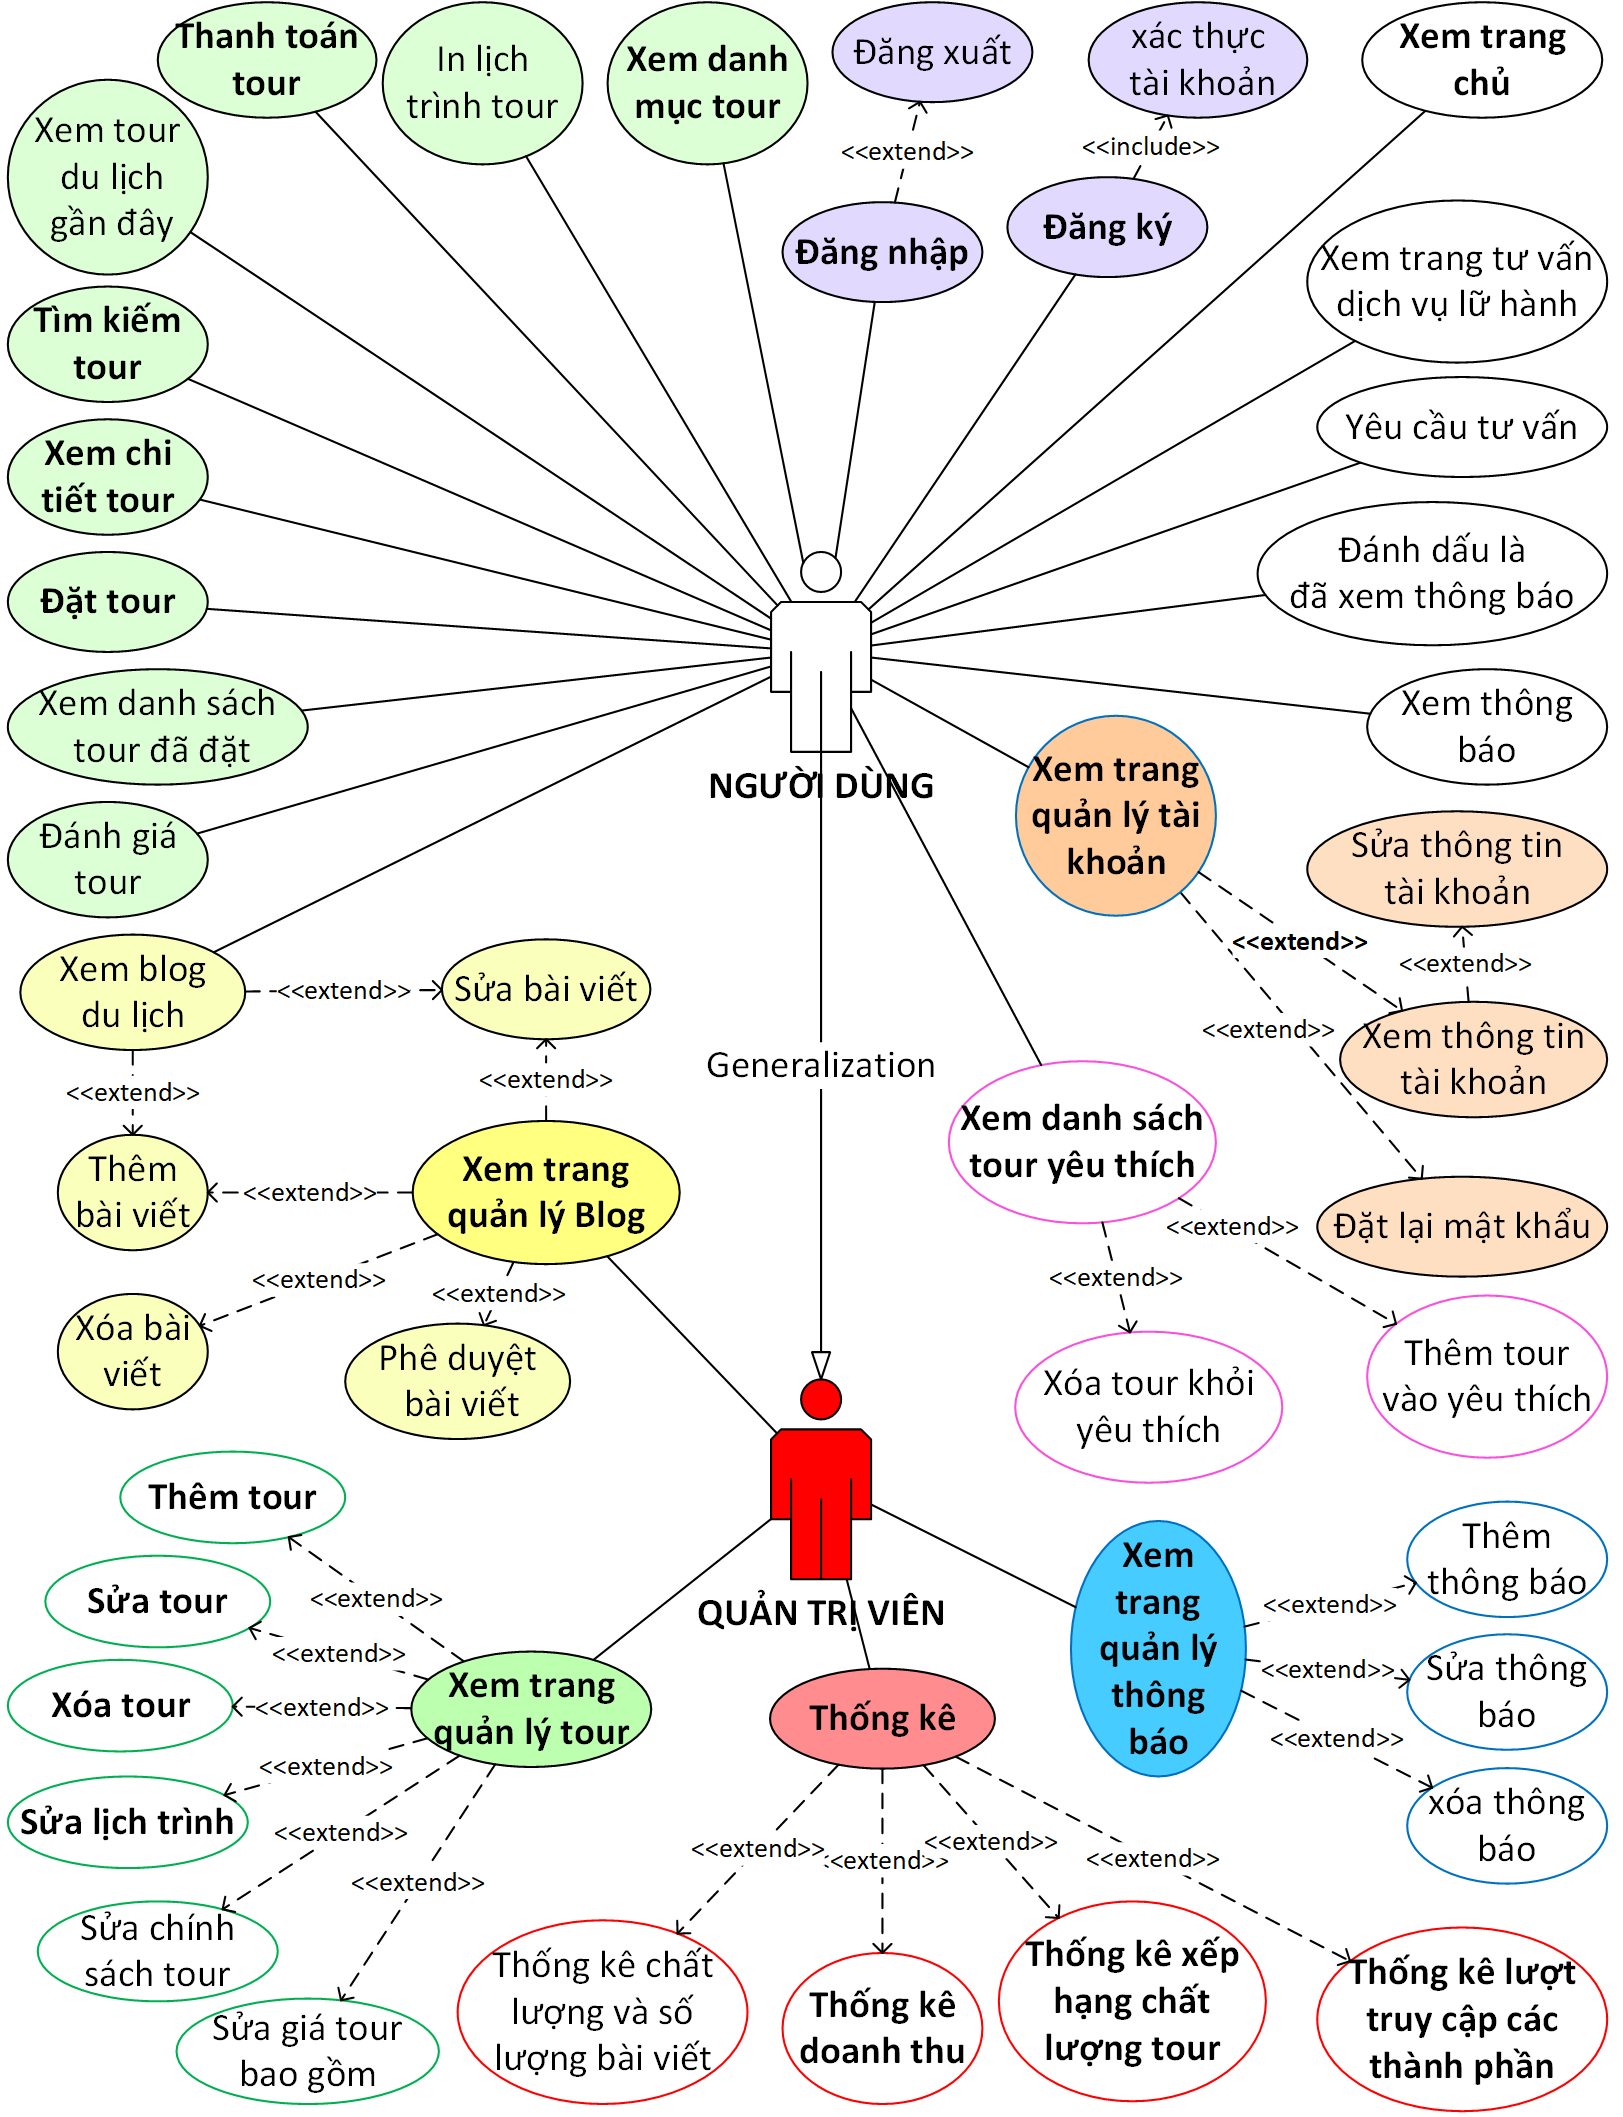 Thanh toán
tour
In lịch
trình tour
Xem danh
mục tour
Đăng xuất
xác thực
tài khoản
Xem trang
chủ
Xem tour
du lịch
gần đây
<<extend>>
<<include>>
Đăng nhập
Đăng ký
Xem trang tư vấn
dịch vụ lữ hành
Tìm kiếm
tour
Yêu cầu tư vấn
Xem chi
tiết tour
Đánh dấu là
đã xem thông báo
Đặt tour
Xem danh sách
tour đã đặt
Xem thông
báo
NGƯỜI DÙNG
Xem trang
quản lý tài
khoản
Đánh giá
tour
Sửa thông tin
tài khoản
<<extend>>
<<extend>>
<<extend>>
Xem thông tin
tài khoản
Đặt lại mật khẩu
Xem blog
du lịch
<<extend>>
Sửa bài viết
<<extend>>
<<extend>>
Generalization
Thêm
bài viết
<<extend>>
Xem trang
quản lý Blog
Xem danh sách
tour yêu thích
<<extend>>
<<extend>>
<<extend>>
<<extend>>
Xóa bài
viết
Phê duyệt
bài viết
Xóa tour khỏi
yêu thích
Thêm tour
vào yêu thích
QUẢN TRỊ VIÊN
Thêm tour
<<extend>>
Sửa tour
<<extend>>
Xóa tour
<<extend>>
Xem trang
quản lý tour
Sửa lịch trình
<<extend>>
<<extend>>
<<extend>>
Sửa chính
sách tour
Sửa giá tour
bao gồm
Thống kê
Xem
trang
quản lý
thông
báo
<<extend>>
Thêm
thông báo
<<extend>>
Sửa thông
báo
<<extend>>
xóa thông
báo
<<extend>>
<<extend>>
<<extend>>
<<extend>>
Thống kê chất
lượng và số
lượng bài viết
Thống kê
doanh thu
Thống kê xếp
hạng chất
lượng tour
Thống kê lượt
truy cập các
thành phần